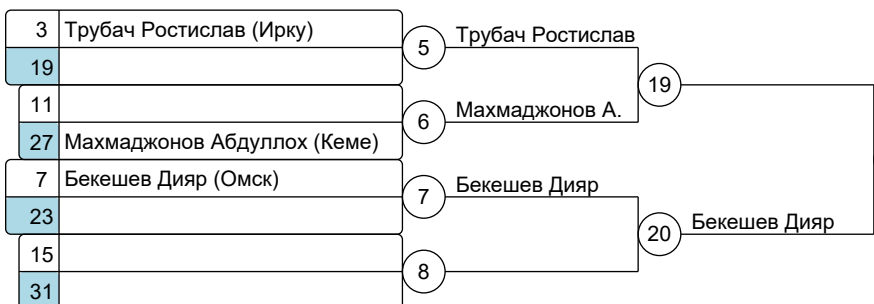 3 Трубач Ростислав (Ирку)
5 Трубач Ростислав
19
19
11
6 Махмаджонов А.
27 Махмаджонов Абдуллох (Кеме)
7 Бекешев Дияр (Омск)
7 Бекешев Дияр
23
20 Бекешев Дияр
15
8
31